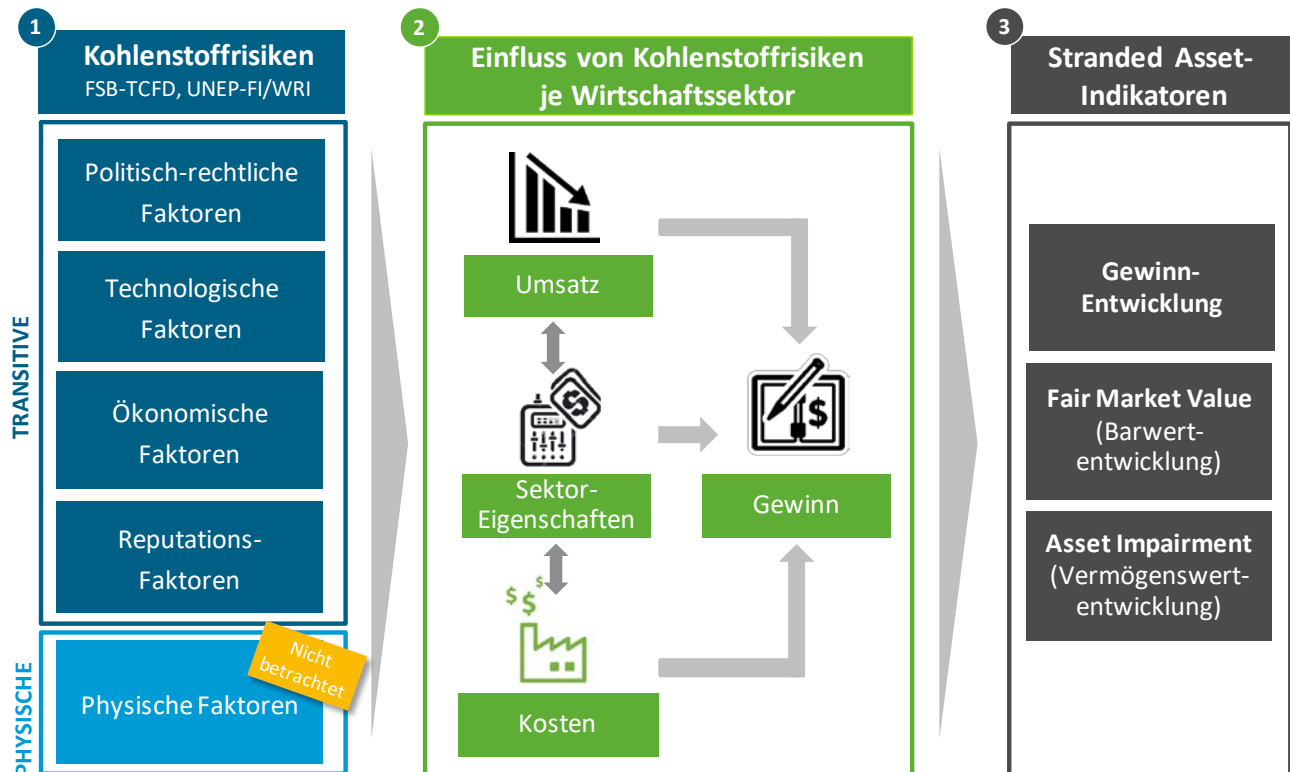 1
Kohlenstoffrisiken
FSB-TCFD, UNEP-FI/WRI
TRANSITIVE
Politisch-rechtliche
Faktoren
Technologische
Faktoren
Ökonomische
Faktoren
Reputations-
Faktoren
PHYSISCHE
Nicht
betrachtet
Physische Faktoren
2
Einfluss von Kohlenstoffrisiken
je Wirtschaftssektor
Umsatz
$
Sektor-
Eigenschaften
$
Gewinn
$ $ $
Kosten
3
Stranded Asset-
Indikatoren
Gewinn-
Entwicklung
Fair Market Value
(Barwert-
entwicklung)
Asset Impairment
(Vermögenswert-
entwicklung)